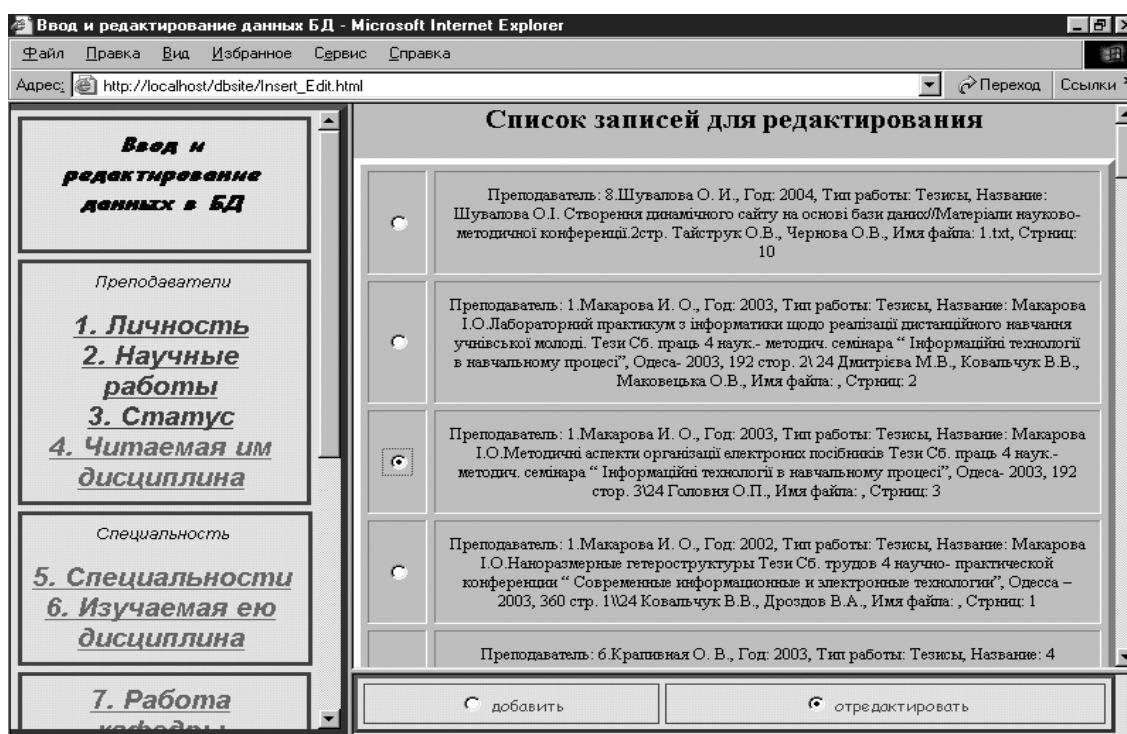 Ввод и редактирование данных БД - Microsoft Internet Explorer
Файл Правка Вид Избранное Сервис Справка
Адрес: http://localhost/dbsite/Insert_Edit.html Переход Ссылки
Ввод и
редактирование
данных в БД
Преподаватели
1. Личность
2. Научные
работы
3. Статус
4. Читаемая им
дисциплина
Специальность
5. Специальности
6. Изучаемая ею
дисциплина
7. Работа
кафедры
Список записей для редактирования
Преподаватель: 8.Шувалова О. И., Год: 2004, Тип работы: Тезисы, Название:
Шувалова О.І. Створення динамічного сайту на основі бази даних//Матеріали науково-
методичної конференції.2стр. Тайструк О.В., Чернова О.В., Имя файла: 1.txt, Стрниц:
10
Преподаватель: 1.Макарова И. О., Год: 2003, Тип работы: Тезисы, Название: Макарова
І.О.Лабораторний практикум з інформатики щодо реалізації дистанційного навчання
учнівської молоді. Тези Сб. праць 4 наук.- методич. семінара “ Інформаційні технології
в навчальному процесі”, Одеса- 2003, 192 стор. 2\24 Дмитрієва М.В., Ковальчук В.В.,
Маковецька О.В., Имя файла: , Стрниц: 2
Преподаватель: 1.Макарова И. О., Год: 2003, Тип работы: Тезисы, Название: Макарова
І.О.Методичні аспекти організації електроних посібників Тези Сб. праць 4 наук.-
методич. семінара “ Інформаційні технології в навчальному процесі”, Одеса- 2003, 192
стор. 3\24 Головня О.П., Имя файла: , Стрниц: 3
Преподаватель: 1.Макарова И. О., Год: 2002, Тип работы: Тезисы, Название: Макарова
І.О.Наноразмерные гетероструктуры Тези Сб. трудов 4 научно- практической
конференции “ Современные информационные и электронные технологии”, Одесса –
2003, 360 стр. 1\\24 Ковальчук В.В., Дроздов В.А., Имя файла: , Стрниц: 1
Преподаватель: 6.Крапивная О. В., Год: 2003, Тип работы: Тезисы, Название: 4
добавить отредактировать